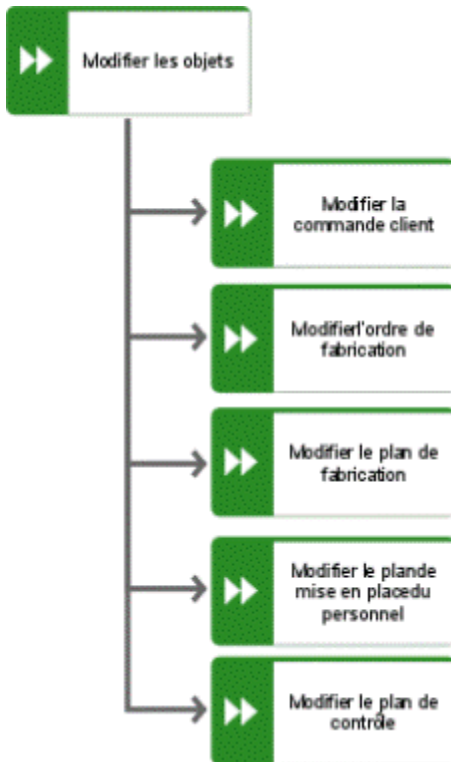 Modifier les objets
Modifier la
commande client
Modifierl'ordre de
fabrication
Modifier le plan de
fabrication
Modifier le plande
mise en placedu
personnel
Modifier le plan de
contrôle